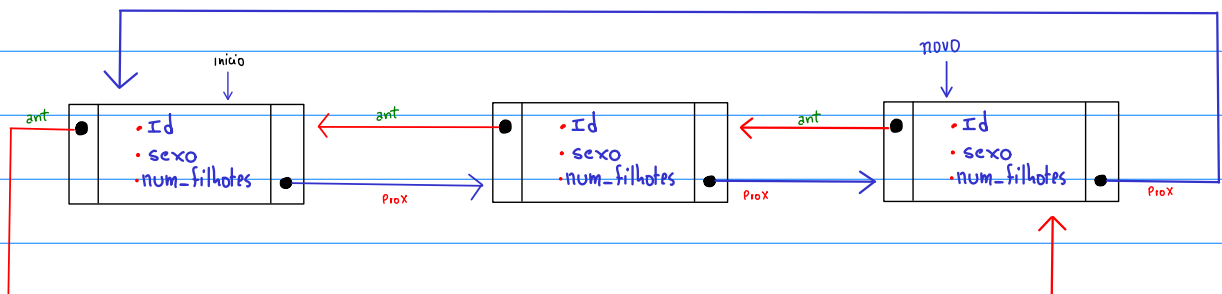 inicio
novo
ant
• Id
• sexo
• num_filhotes
Prox
ant
• Id
• sexo
• num_filhotes
Prox
ant
• Id
• sexo
• num_filhotes
Prox